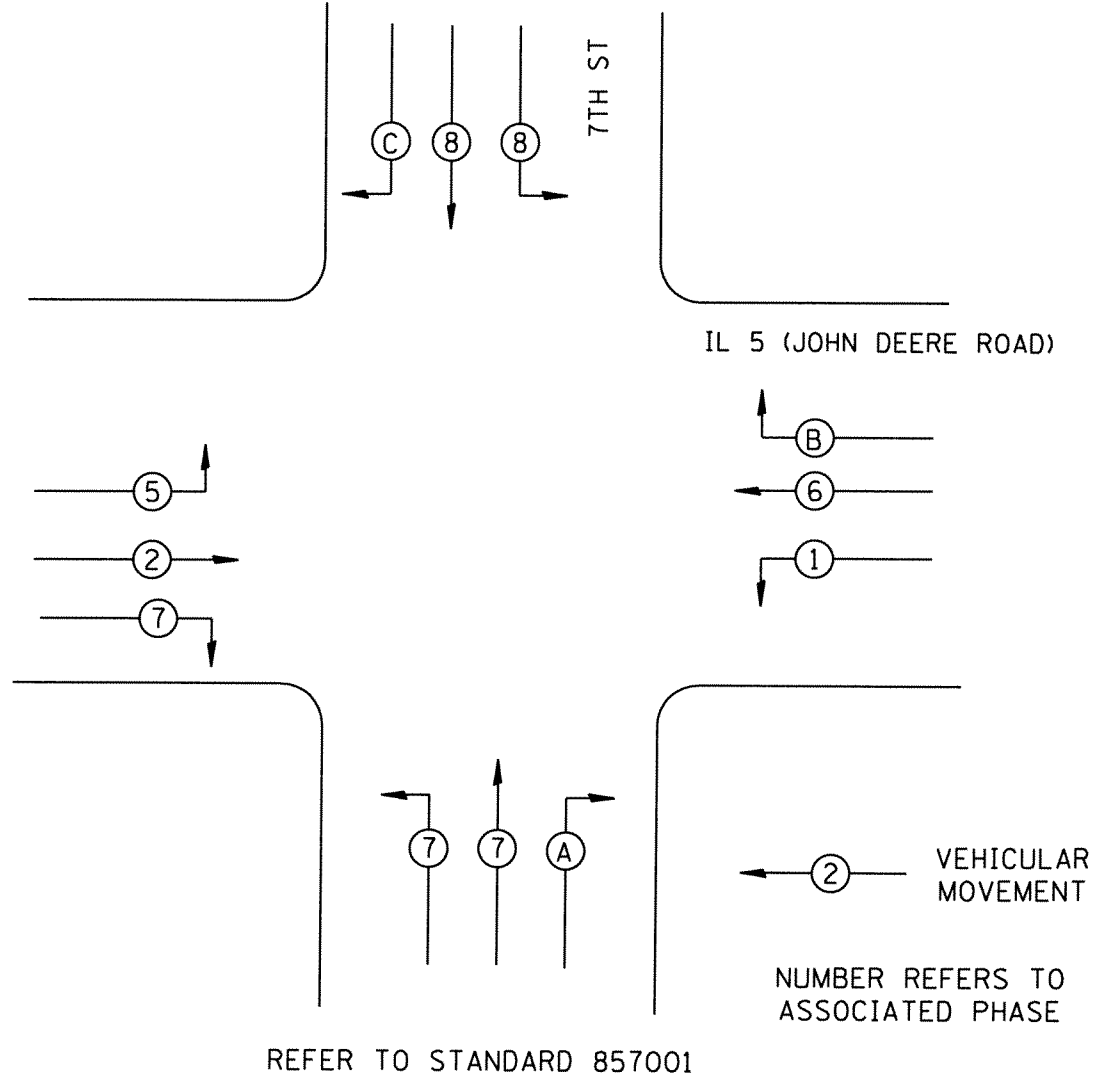 7TH ST
C
8
8
IL 5 (JOHN DEERE ROAD)
B
6
1
5
2
7
7
7
A
2
VEHICULAR
MOVEMENT
NUMBER REFERS TO
ASSOCIATED PHASE
REFER TO STANDARD 857001